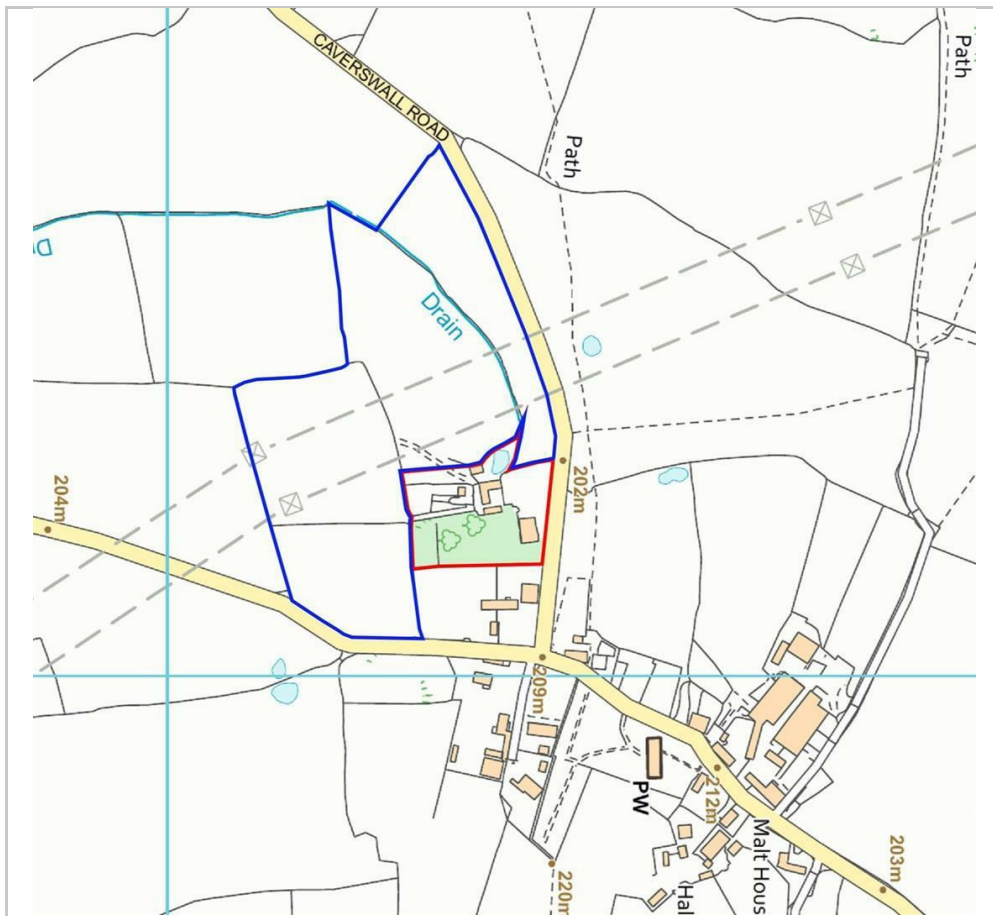 CAVERSWALL ROAD
Path
Path
Drain
D
202m
204m
209m
PW
212m
Malt Hous
203m
220m
Hal